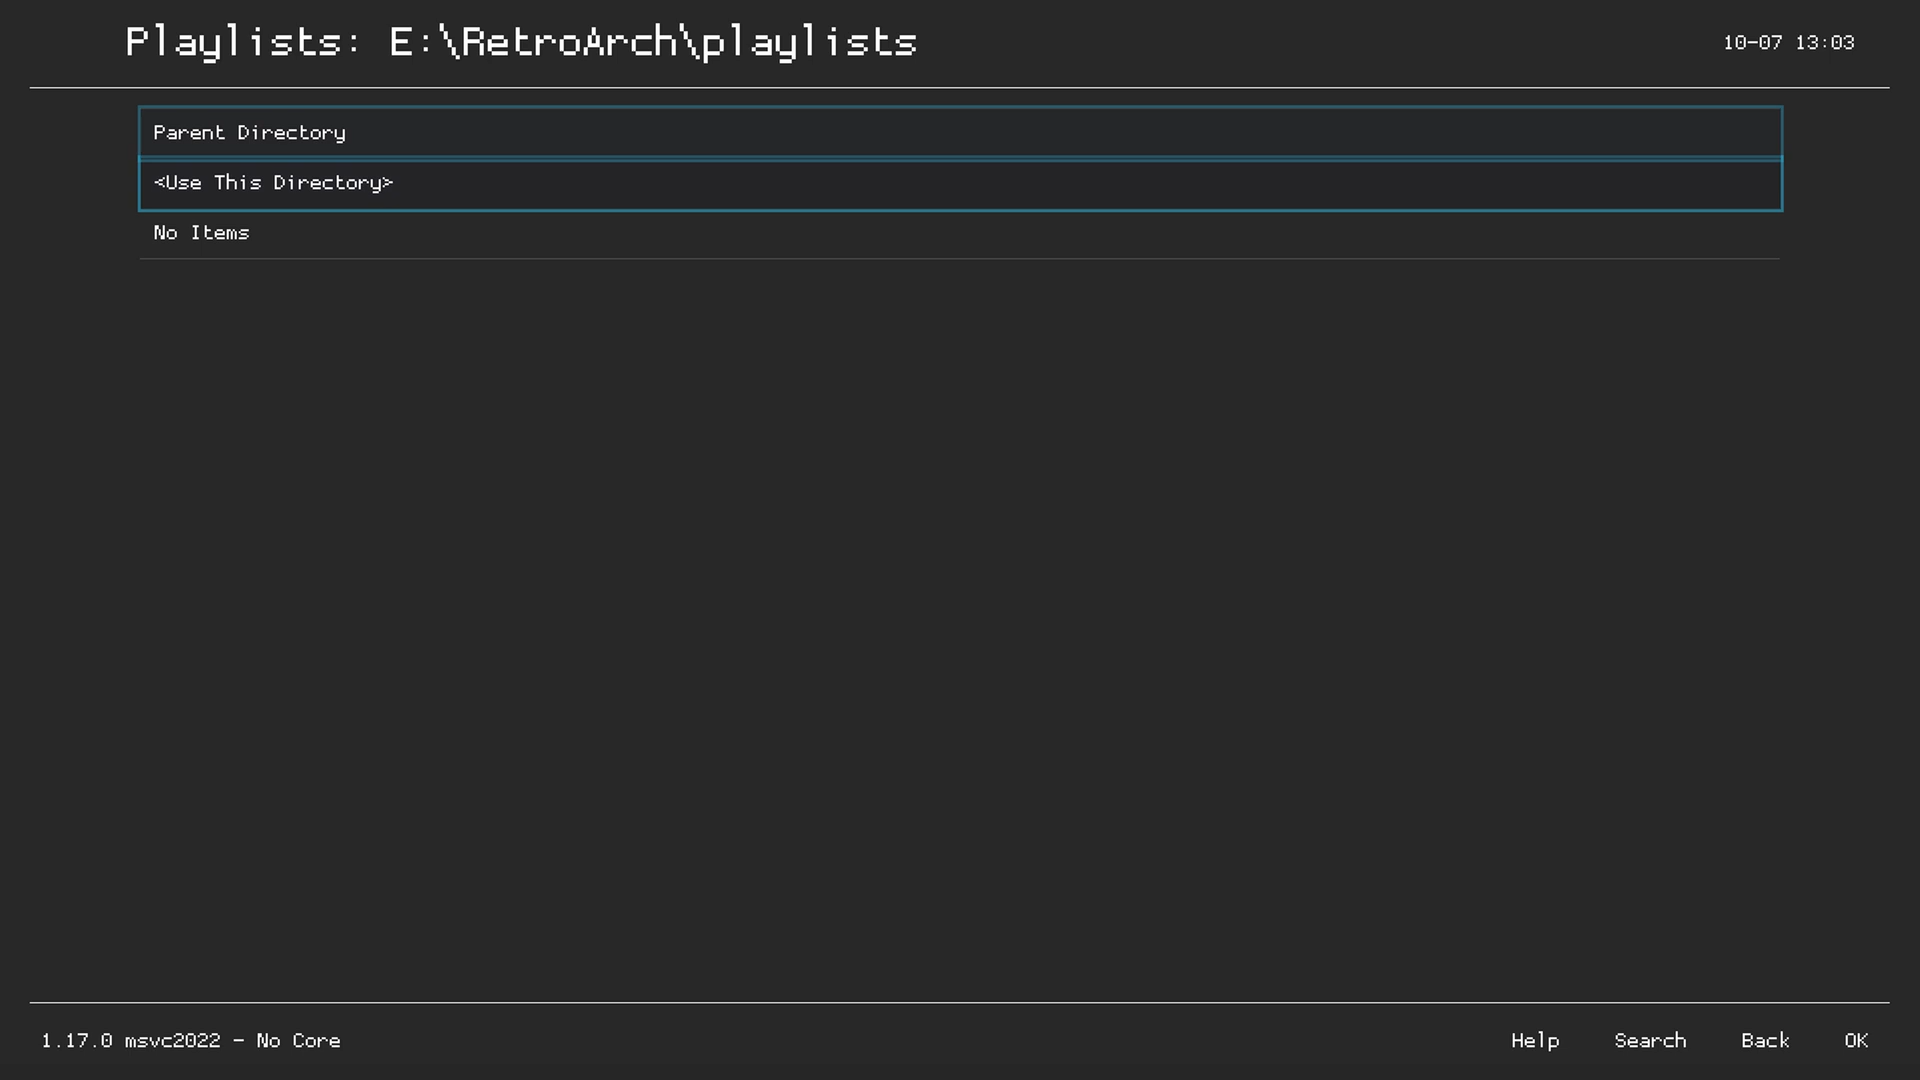 Playlists: E:\RetroArch\playlists
10-07 13:03
Parent Directory
<Use This Directory>
No Items
1.17.0 msvc2022 - No Core
Help Search Back OK